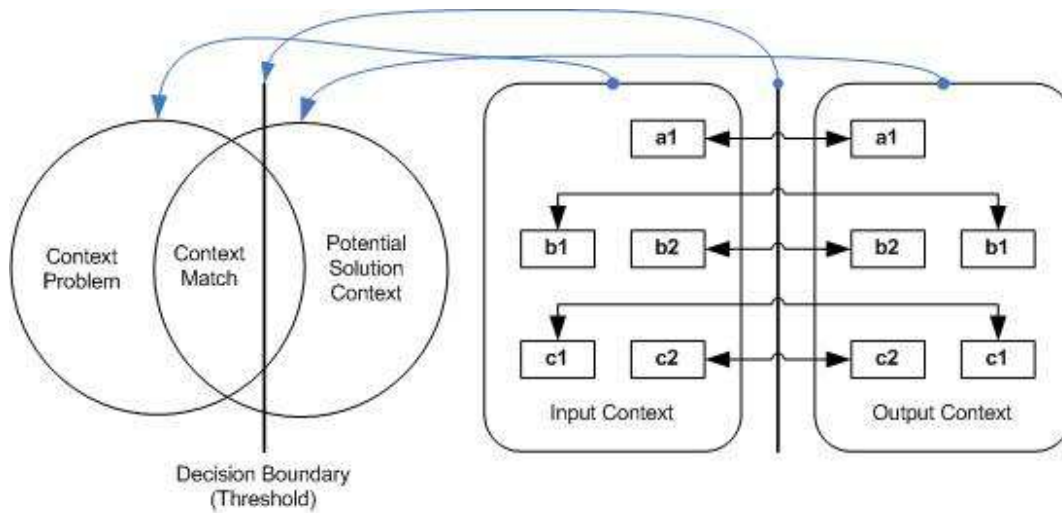 Context
Problem
Context
Match
Potential
Solution
Context
Decision Boundary
(Threshold)
a1
a1
b1
b2
b2
b1
c1
c2
c2
c1
Input Context
Output Context